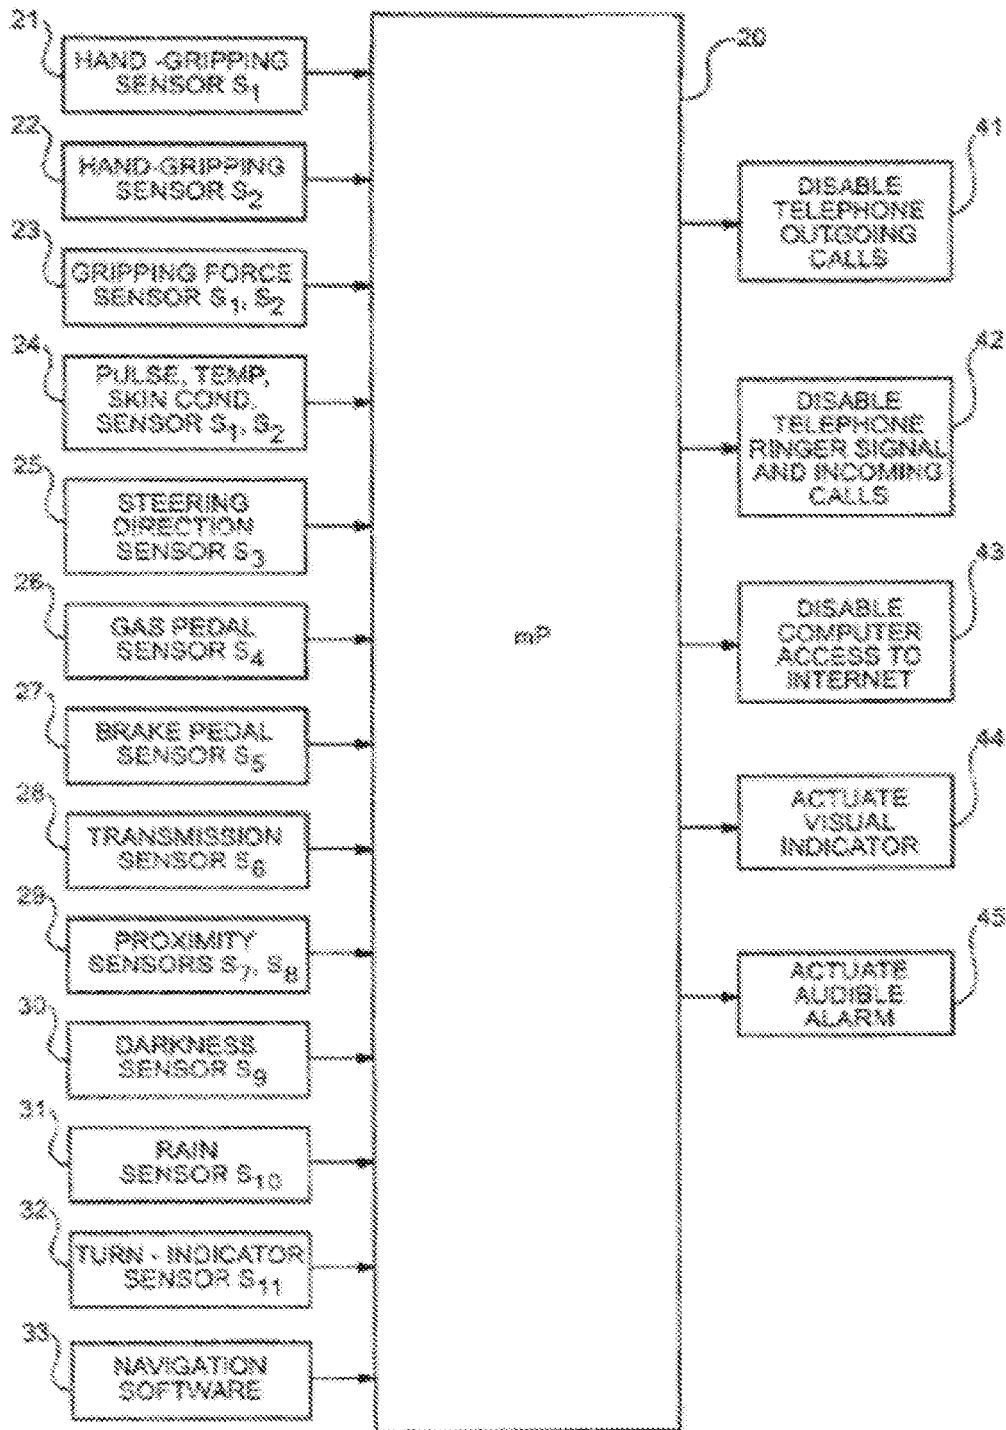 21
HAND -GRIPPING
SENSOR S1
22
HAND-GRIPPING
SENSOR S2
23
GRIPPING FORCE
SENSOR S1, S2
24
PULSE, TEMP,
SKIN COND.
SENSOR S1, S2
25
STEERING
DIRECTION
SENSOR S3
26
GAS PEDAL
SENSOR S4
27
BRAKE PEDAL
SENSOR S5
28
TRANSMISSION
SENSOR S6
29
PROXIMITY
SENSORS S7, S8
30
DARKNESS
SENSOR S9
31
RAIN
SENSOR S10
32
TURN - INDICATOR
SENSOR S11
33
NAVIGATION
SOFTWARE
20
mP
41
DISABLE
TELEPHONE
OUTGOING
CALLS
42
DISABLE
TELEPHONE
RINGER SIGNAL
AND INCOMING
CALLS
43
DISABLE
COMPUTER
ACCESS TO
INTERNET
44
ACTUATE
VISUAL
INDICATOR
45
ACTUATE
AUDIBLE
ALARM